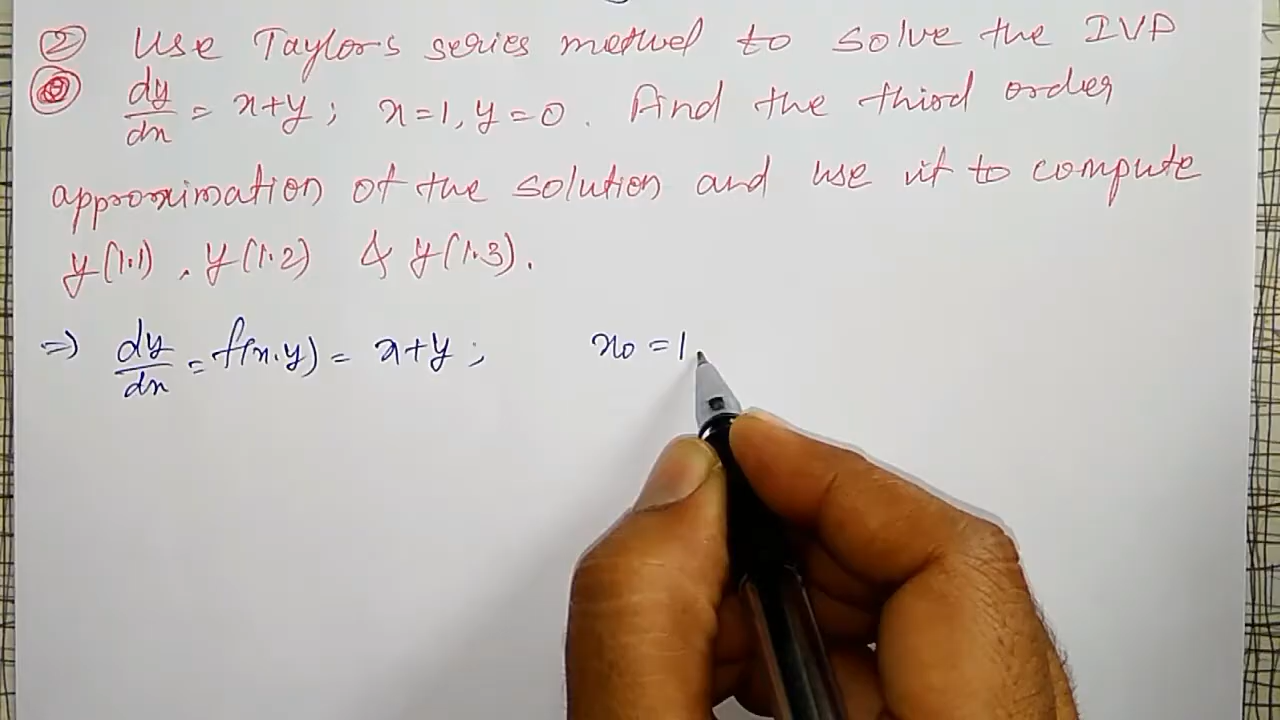 ② Use Taylor's series method to solve the IVP
dy/dx = x+y ; x=1, y=0. Find the third order
approximation of the solution and use it to compute
y(1.1), y(1.2) & y(1.3).
⇒ dy/dx = f(x,y) = x+y ; x₀ = 1